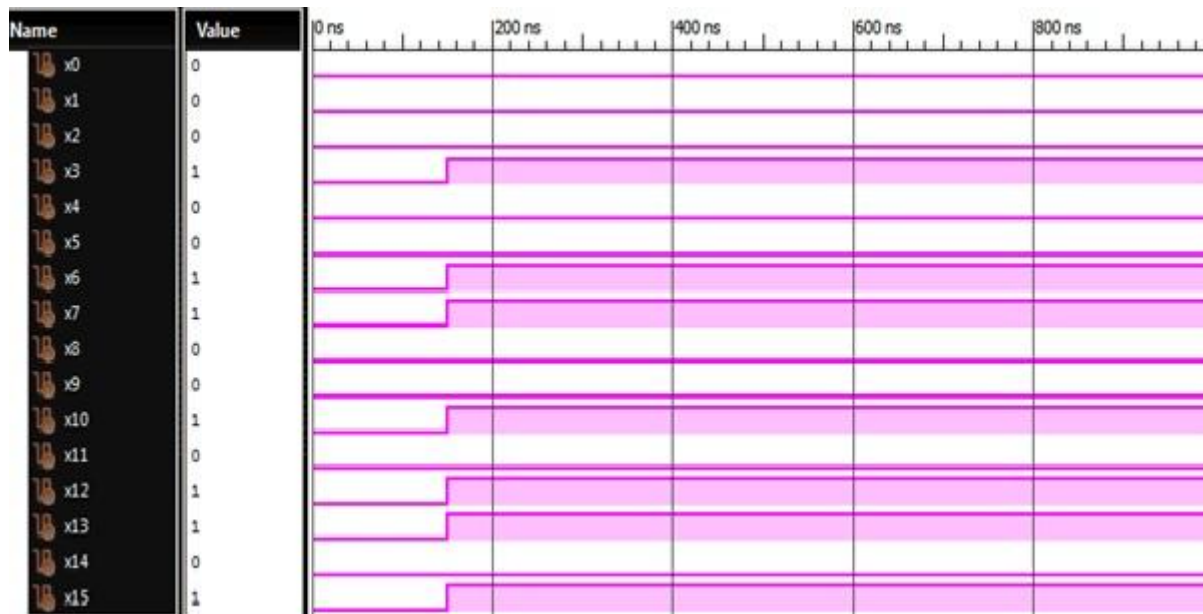 Name Value 0 ns 200 ns 400 ns 600 ns 800 ns
x0 0
x1 0
x2 0
x3 1
x4 0
x5 0
x6 1
x7 1
x8 0
x9 0
x10 1
x11 0
x12 1
x13 1
x14 0
x15 1